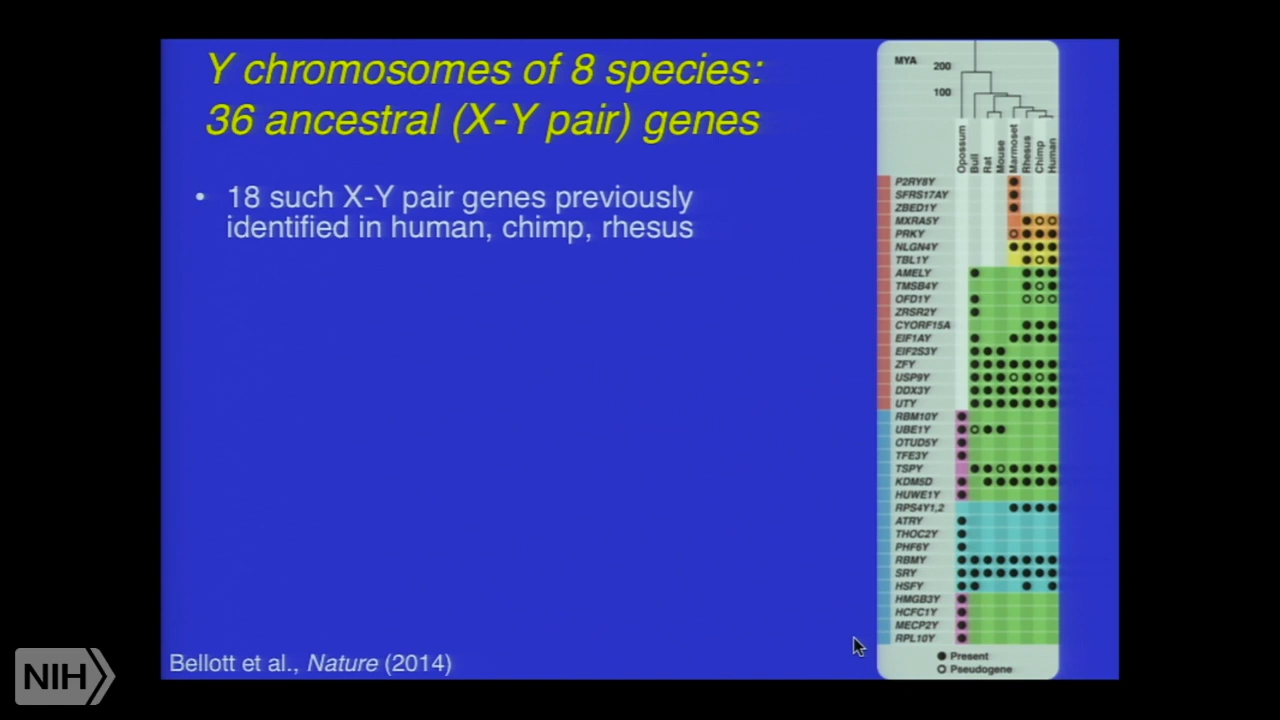 Y chromosomes of 8 species:
36 ancestral (X-Y pair) genes
• 18 such X-Y pair genes previously
identified in human, chimp, rhesus
MYA
200
100
Opossum
Bull
Rat
Mouse
Marmoset
Rhesus
Chimp
Human
P2RY8Y
SFRS17AY
ZBED1Y
MXRA5Y
PRKY
NLGN4Y
TBL1Y
AMELY
TMSB4Y
OFD1Y
ZRSR2Y
CYORF15A
EIF1AY
EIF2S3Y
ZFY
USP9Y
DDX3Y
UTY
RBM10Y
UBE1Y
OTUD5Y
TFE3Y
TSPY
KDM5D
HUWE1Y
RPS4Y1,2
ATRY
THOC2Y
PHF6Y
RBMY
SRY
HSFY
HMGB3Y
HCFC1Y
MECP2Y
RPL10Y
Present
Pseudogene
Bellott et al., Nature (2014)
NIH